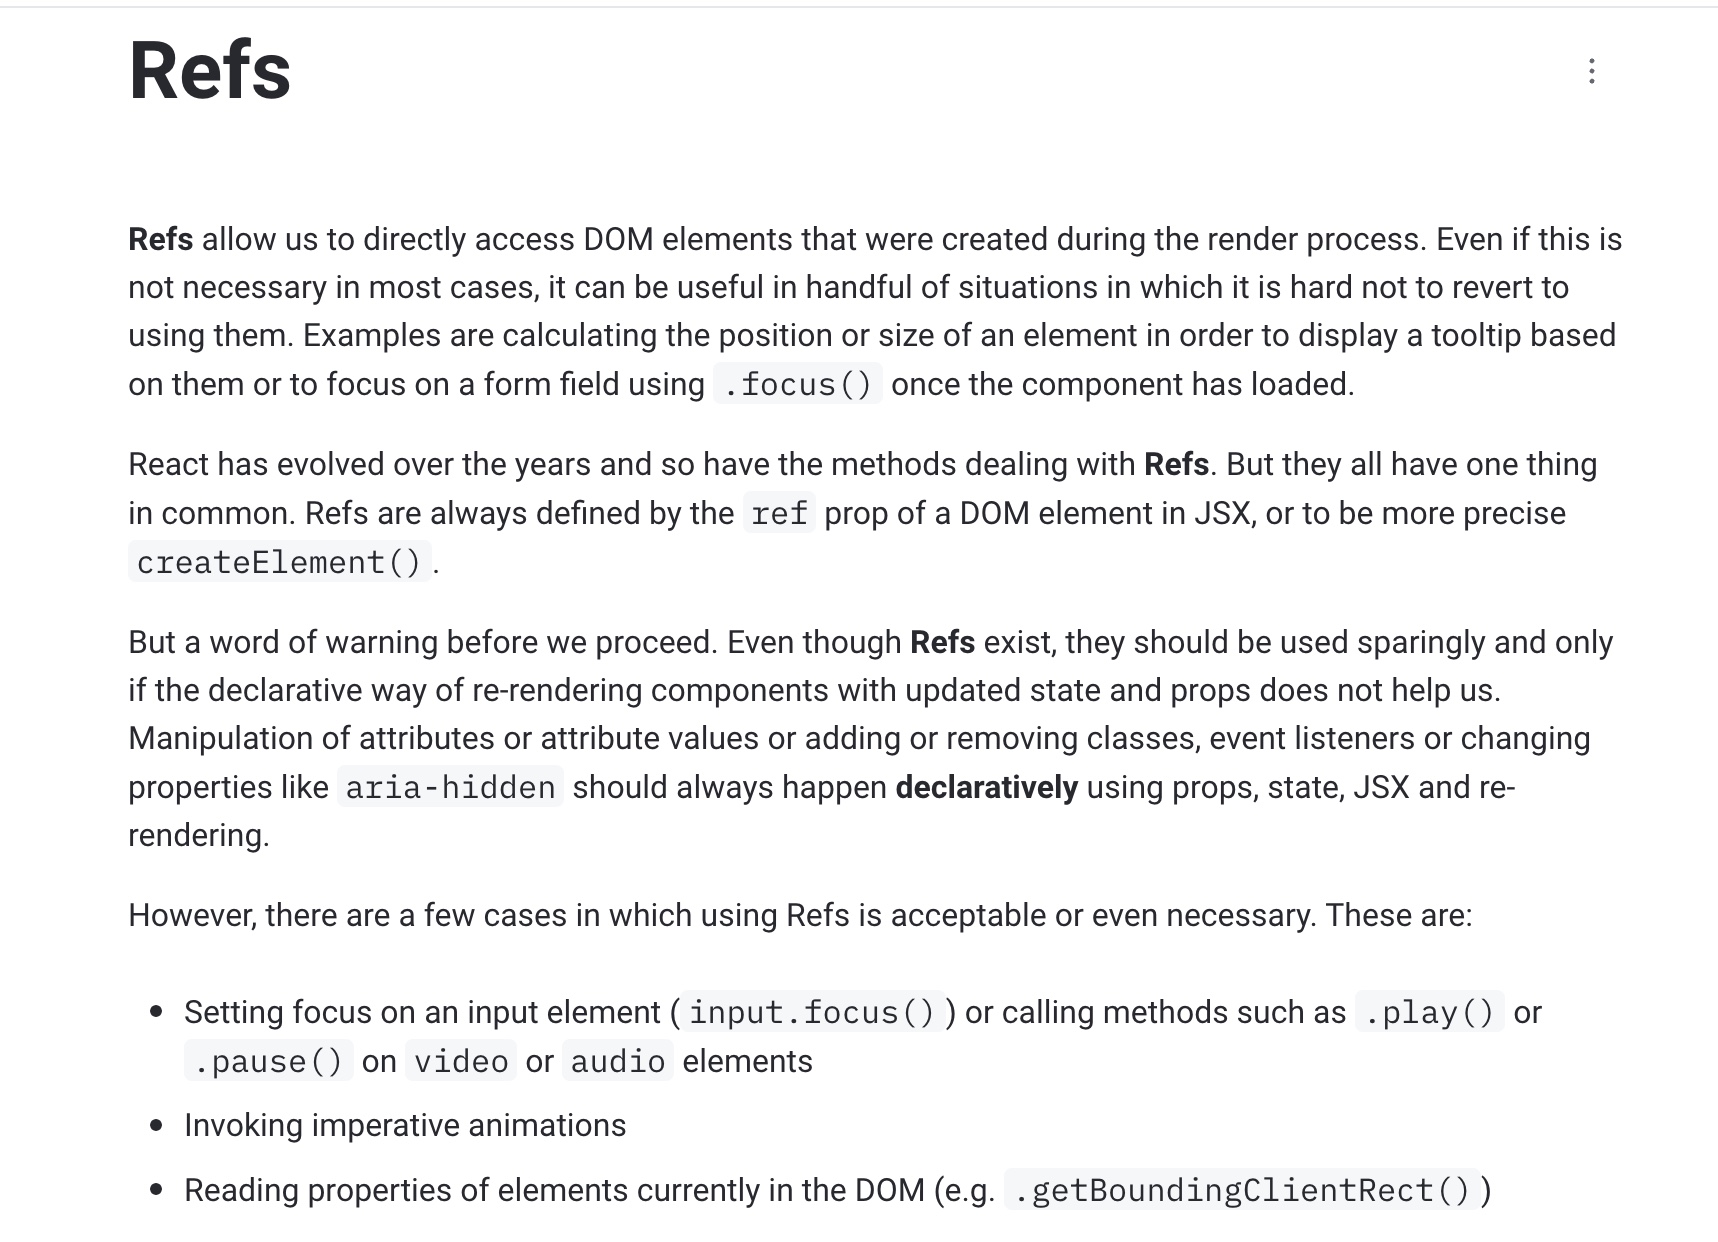 Refs
Refs allow us to directly access DOM elements that were created during the render process. Even if this is
not necessary in most cases, it can be useful in handful of situations in which it is hard not to revert to
using them. Examples are calculating the position or size of an element in order to display a tooltip based
on them or to focus on a form field using .focus() once the component has loaded.
React has evolved over the years and so have the methods dealing with Refs. But they all have one thing
in common. Refs are always defined by the ref prop of a DOM element in JSX, or to be more precise
createElement().
But a word of warning before we proceed. Even though Refs exist, they should be used sparingly and only
if the declarative way of re-rendering components with updated state and props does not help us.
Manipulation of attributes or attribute values or adding or removing classes, event listeners or changing
properties like aria-hidden should always happen declaratively using props, state, JSX and re-
rendering.
However, there are a few cases in which using Refs is acceptable or even necessary. These are:
• Setting focus on an input element (input.focus()) or calling methods such as .play() or
.pause() on video or audio elements
• Invoking imperative animations
• Reading properties of elements currently in the DOM (e.g. .getBoundingClientRect())